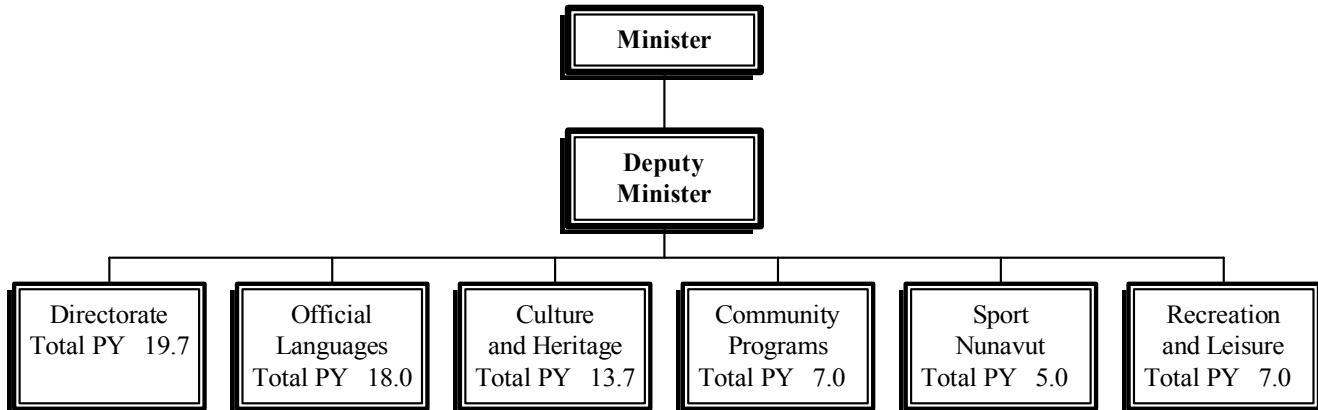 Minister
Deputy
Minister
Directorate
Total PY 19.7
Official
Languages
Total PY 18.0
Culture
and Heritage
Total PY 13.7
Community
Programs
Total PY 7.0
Sport
Nunavut
Total PY 5.0
Recreation
and Leisure
Total PY 7.0